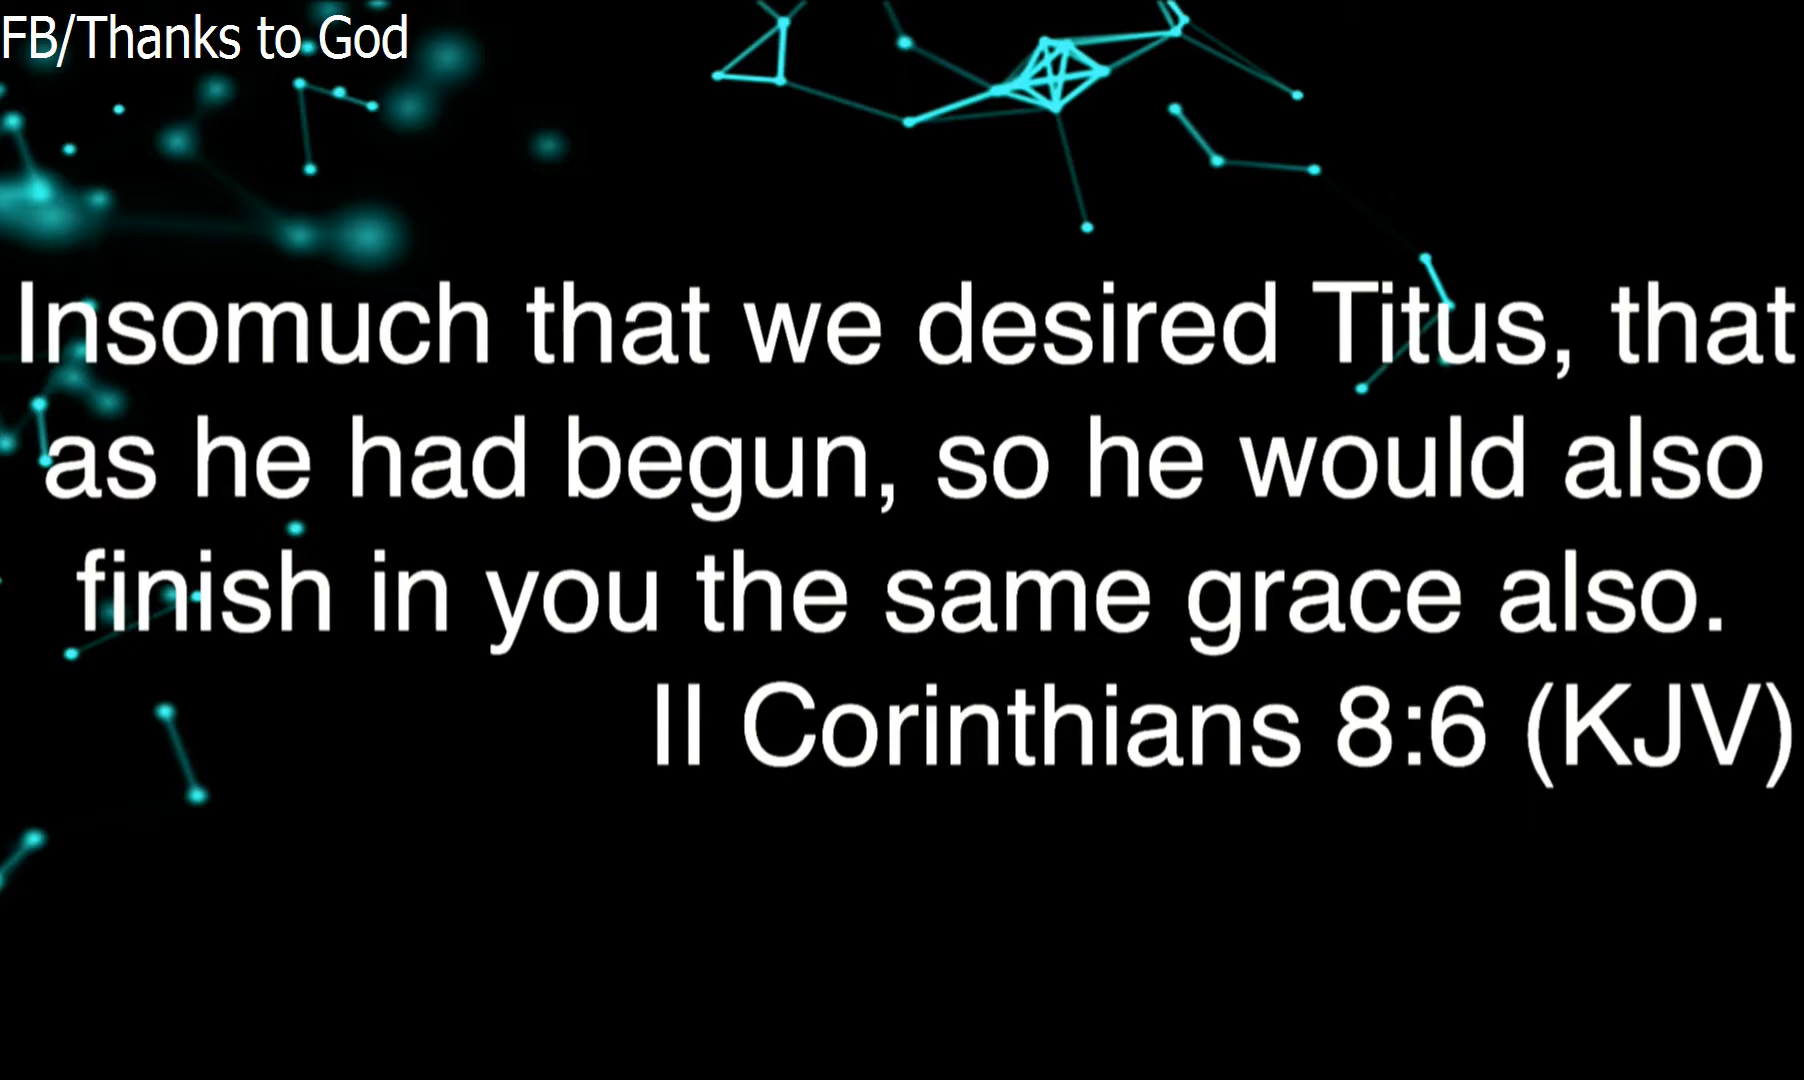 FB/Thanks to God
Insomuch that we desired Titus, that
as he had begun, so he would also
finish in you the same grace also.
II Corinthians 8:6 (KJV)